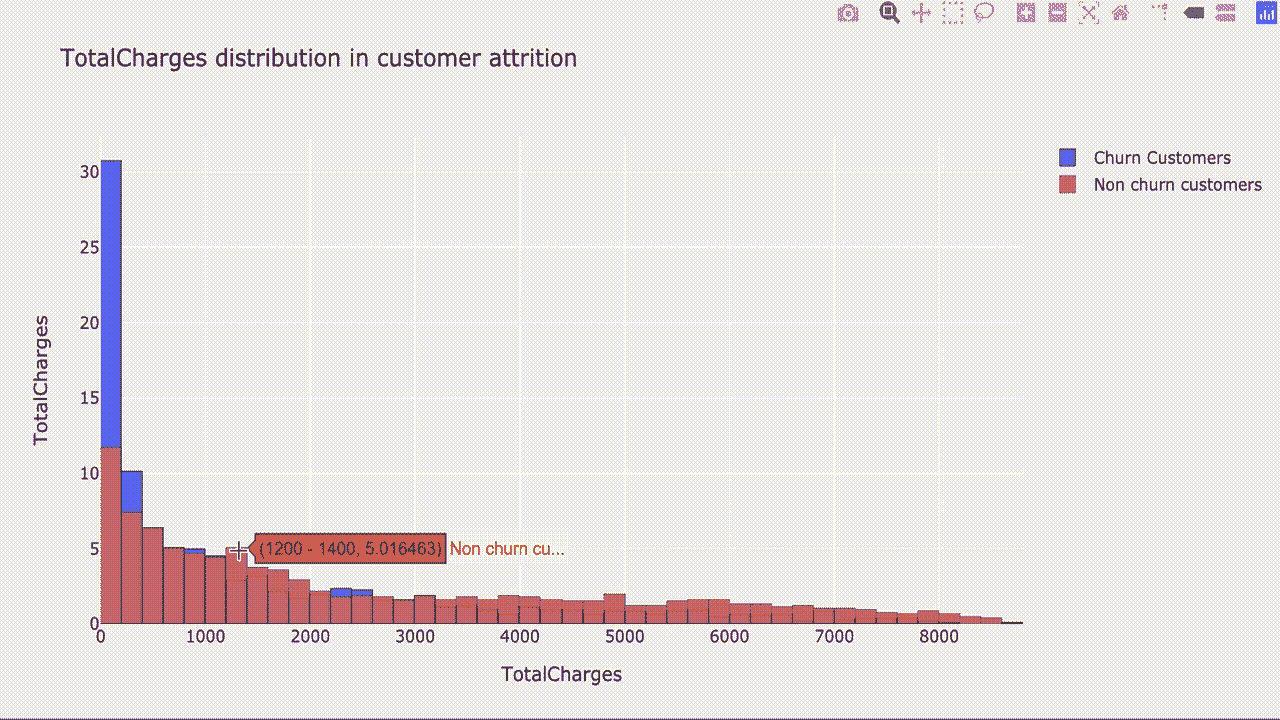 TotalCharges distribution in customer attrition
Churn Customers
Non churn customers
30
25
20
15
10
5
0
TotalCharges
(1200 - 1400, 5.016463)
Non churn cu...
0 1000 2000 3000 4000 5000 6000 7000 8000
TotalCharges